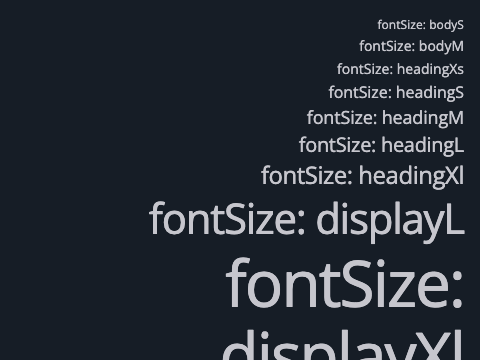 fontSize: bodyS
fontSize: bodyM
fontSize: headingXs
fontSize: headingS
fontSize: headingM
fontSize: headingL
fontSize: headingXl
fontSize: displayL
fontSize:
displayXl